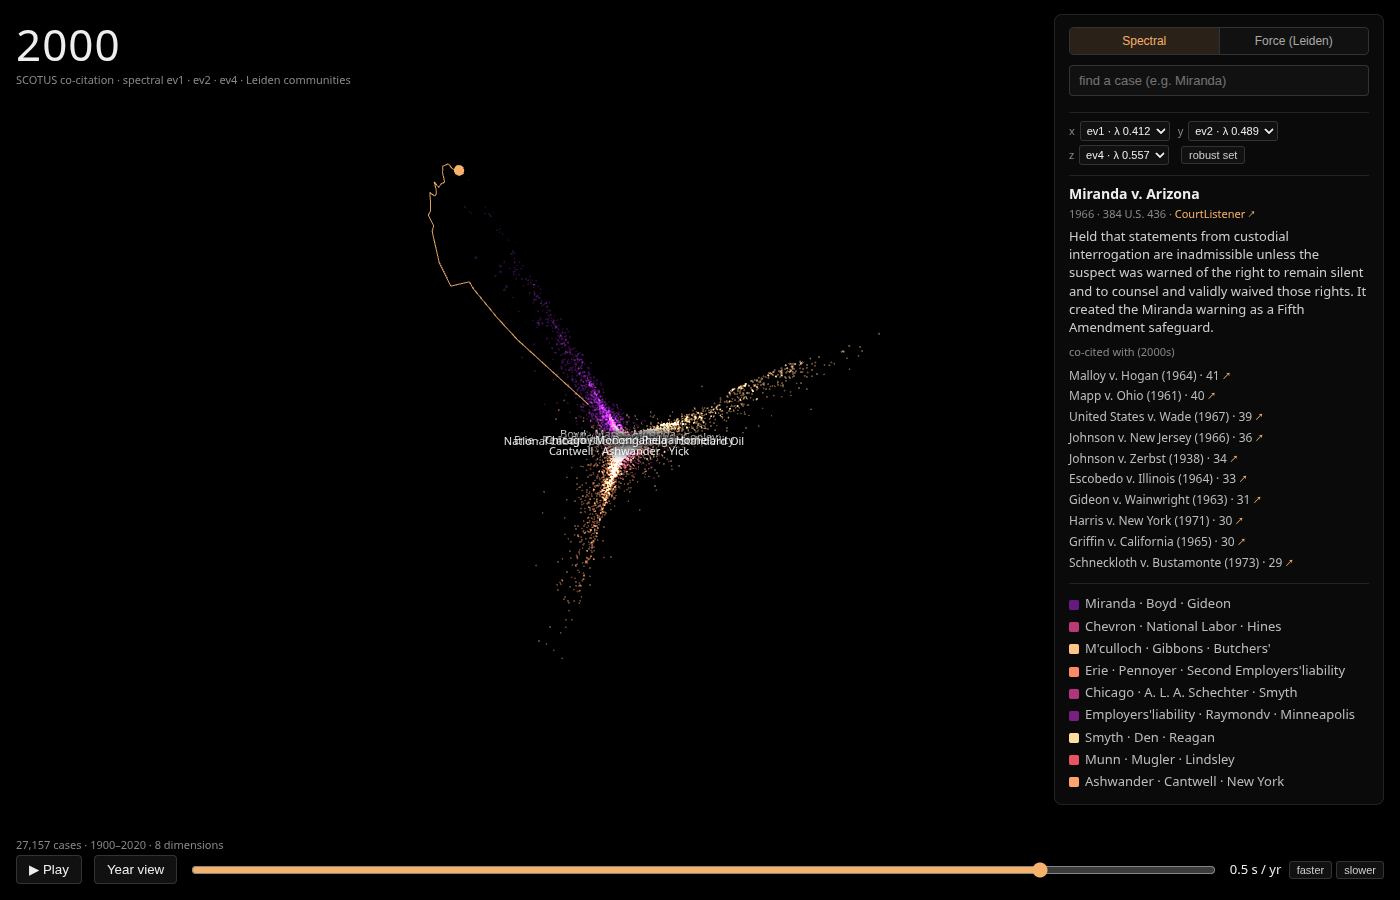 2000
SCOTUS co-citation · spectral ev1 · ev2 · ev4 · Leiden communities
Cantwell · Ashwander · Yick
27,157 cases · 1900–2020 · 8 dimensions
▶ Play
Year view
0.5 s / yr
faster
slower
Spectral
Force (Leiden)
find a case (e.g. Miranda)
x ev1 · λ 0.412 y ev2 · λ 0.489
z ev4 · λ 0.557 robust set
Miranda v. Arizona
1966 · 384 U.S. 436 · CourtListener ↗
Held that statements from custodial
interrogation are inadmissible unless the
suspect was warned of the right to remain silent
and to counsel and validly waived those rights. It
created the Miranda warning as a Fifth
Amendment safeguard.
co-cited with (2000s)
Malloy v. Hogan (1964) · 41 ↗
Mapp v. Ohio (1961) · 40 ↗
United States v. Wade (1967) · 39 ↗
Johnson v. New Jersey (1966) · 36 ↗
Johnson v. Zerbst (1938) · 34 ↗
Escobedo v. Illinois (1964) · 33 ↗
Gideon v. Wainwright (1963) · 31 ↗
Harris v. New York (1971) · 30 ↗
Griffin v. California (1965) · 30 ↗
Schneckloth v. Bustamonte (1973) · 29 ↗
Miranda · Boyd · Gideon
Chevron · National Labor · Hines
M'culloch · Gibbons · Butchers'
Erie · Pennoyer · Second Employers'liability
Chicago · A. L. A. Schechter · Smyth
Employers'liability · Raymondv · Minneapolis
Smyth · Den · Reagan
Munn · Mugler · Lindsley
Ashwander · Cantwell · New York